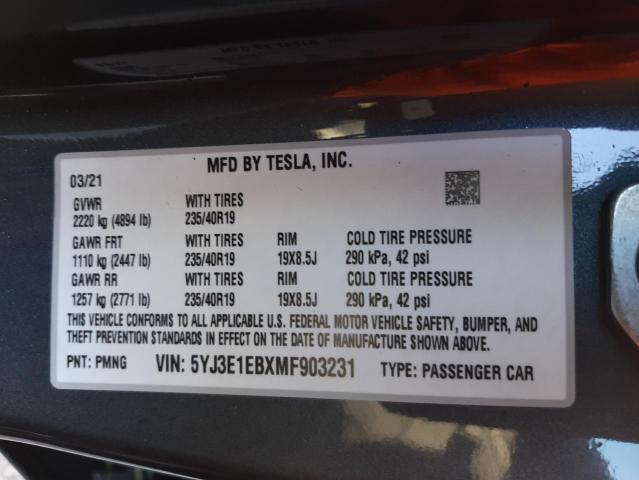 MFD BY TESLA, INC.
03/21
GVWR WITH TIRES
2220 kg (4894 lb) 235/40R19
GAWR FRT WITH TIRES RIM COLD TIRE PRESSURE
1110 kg (2447 lb) 235/40R19 19X8.5J 290 kPa, 42 psi
GAWR RR WITH TIRES RIM COLD TIRE PRESSURE
1257 kg (2771 lb) 235/40R19 19X8.5J 290 kPa, 42 psi
THIS VEHICLE CONFORMS TO ALL APPLICABLE U.S. FEDERAL MOTOR VEHICLE SAFETY, BUMPER, AND
THEFT PREVENTION STANDARDS IN EFFECT ON THE DATE OF MANUFACTURE SHOWN ABOVE.
PNT: PMNG VIN: 5YJ3E1EBXMF903231 TYPE: PASSENGER CAR